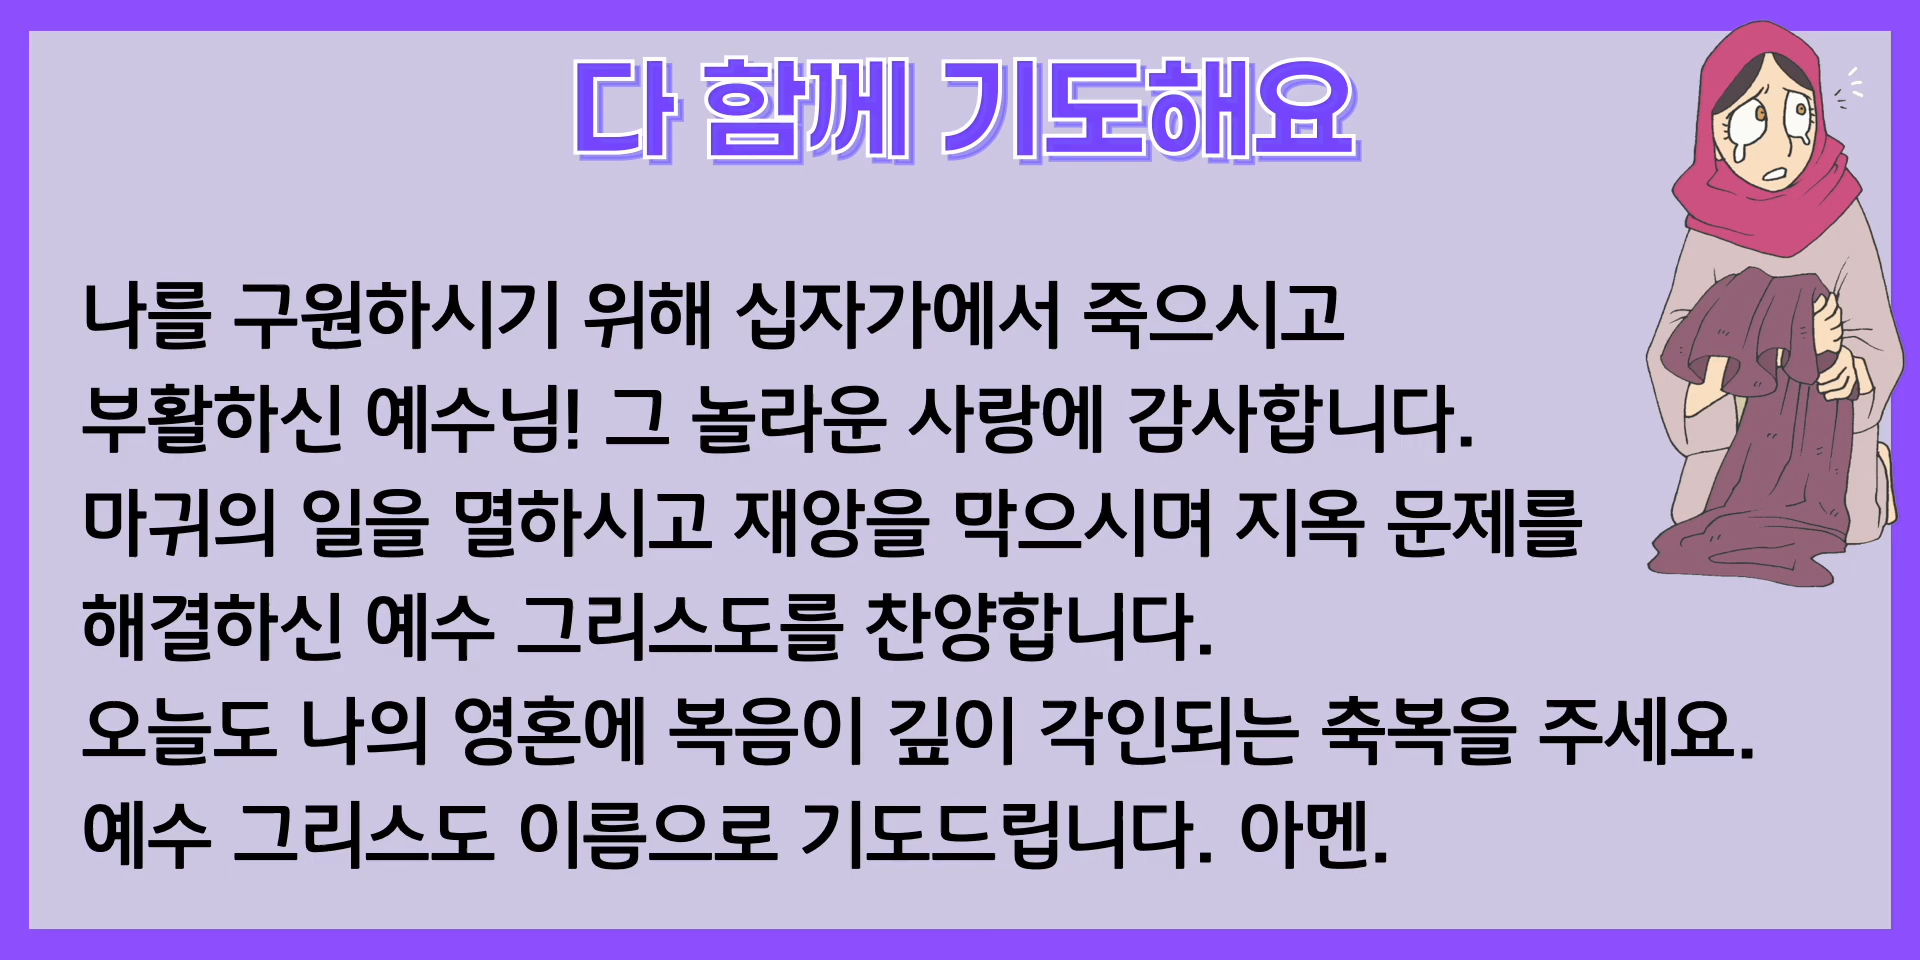 다 함께 기도해요
나를 구원하시기 위해 십자가에서 죽으시고
부활하신 예수님! 그 놀라운 사랑에 감사합니다.
마귀의 일을 멸하시고 재앙을 막으시며 지옥 문제를
해결하신 예수 그리스도를 찬양합니다.
오늘도 나의 영혼에 복음이 깊이 각인되는 축복을 주세요.
예수 그리스도 이름으로 기도드립니다. 아멘.